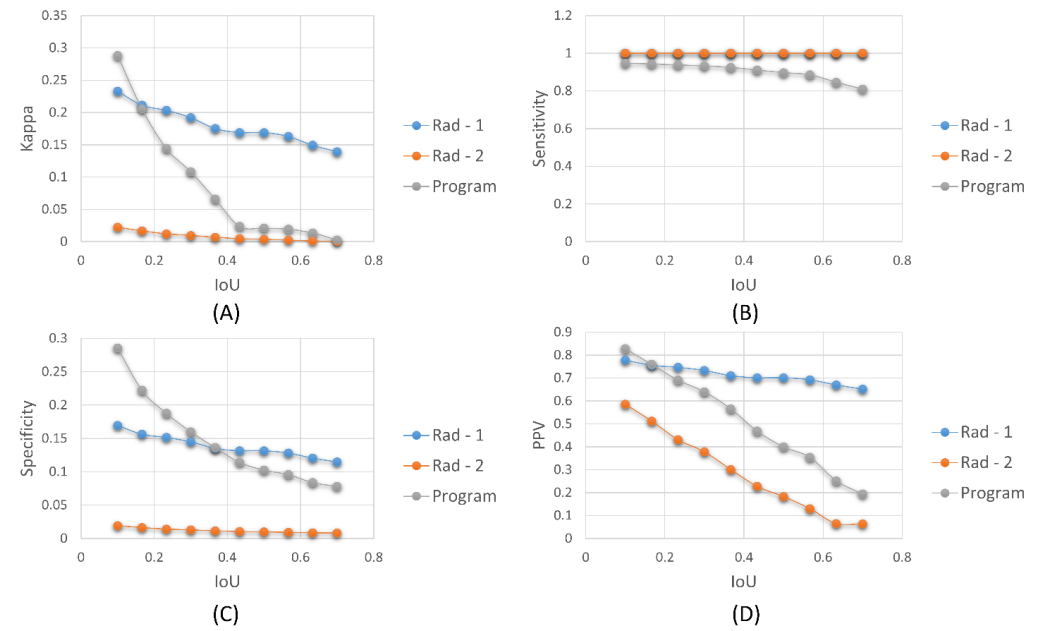 0.35
0.3
0.25
0.2
0.15
0.1
0.05
0
Kappa
0 0.2 0.4 0.6 0.8
IoU
Rad - 1
Rad - 2
Program
(A)
1.2
1
0.8
0.6
0.4
0.2
0
Sensitivity
0 0.2 0.4 0.6 0.8
IoU
Rad - 1
Rad - 2
Program
(B)
0.3
0.25
0.2
0.15
0.1
0.05
0
Specificity
0 0.2 0.4 0.6 0.8
IoU
Rad - 1
Rad - 2
Program
(C)
0.9
0.8
0.7
0.6
0.5
0.4
0.3
0.2
0.1
0
PPV
0 0.2 0.4 0.6 0.8
IoU
Rad - 1
Rad - 2
Program
(D)